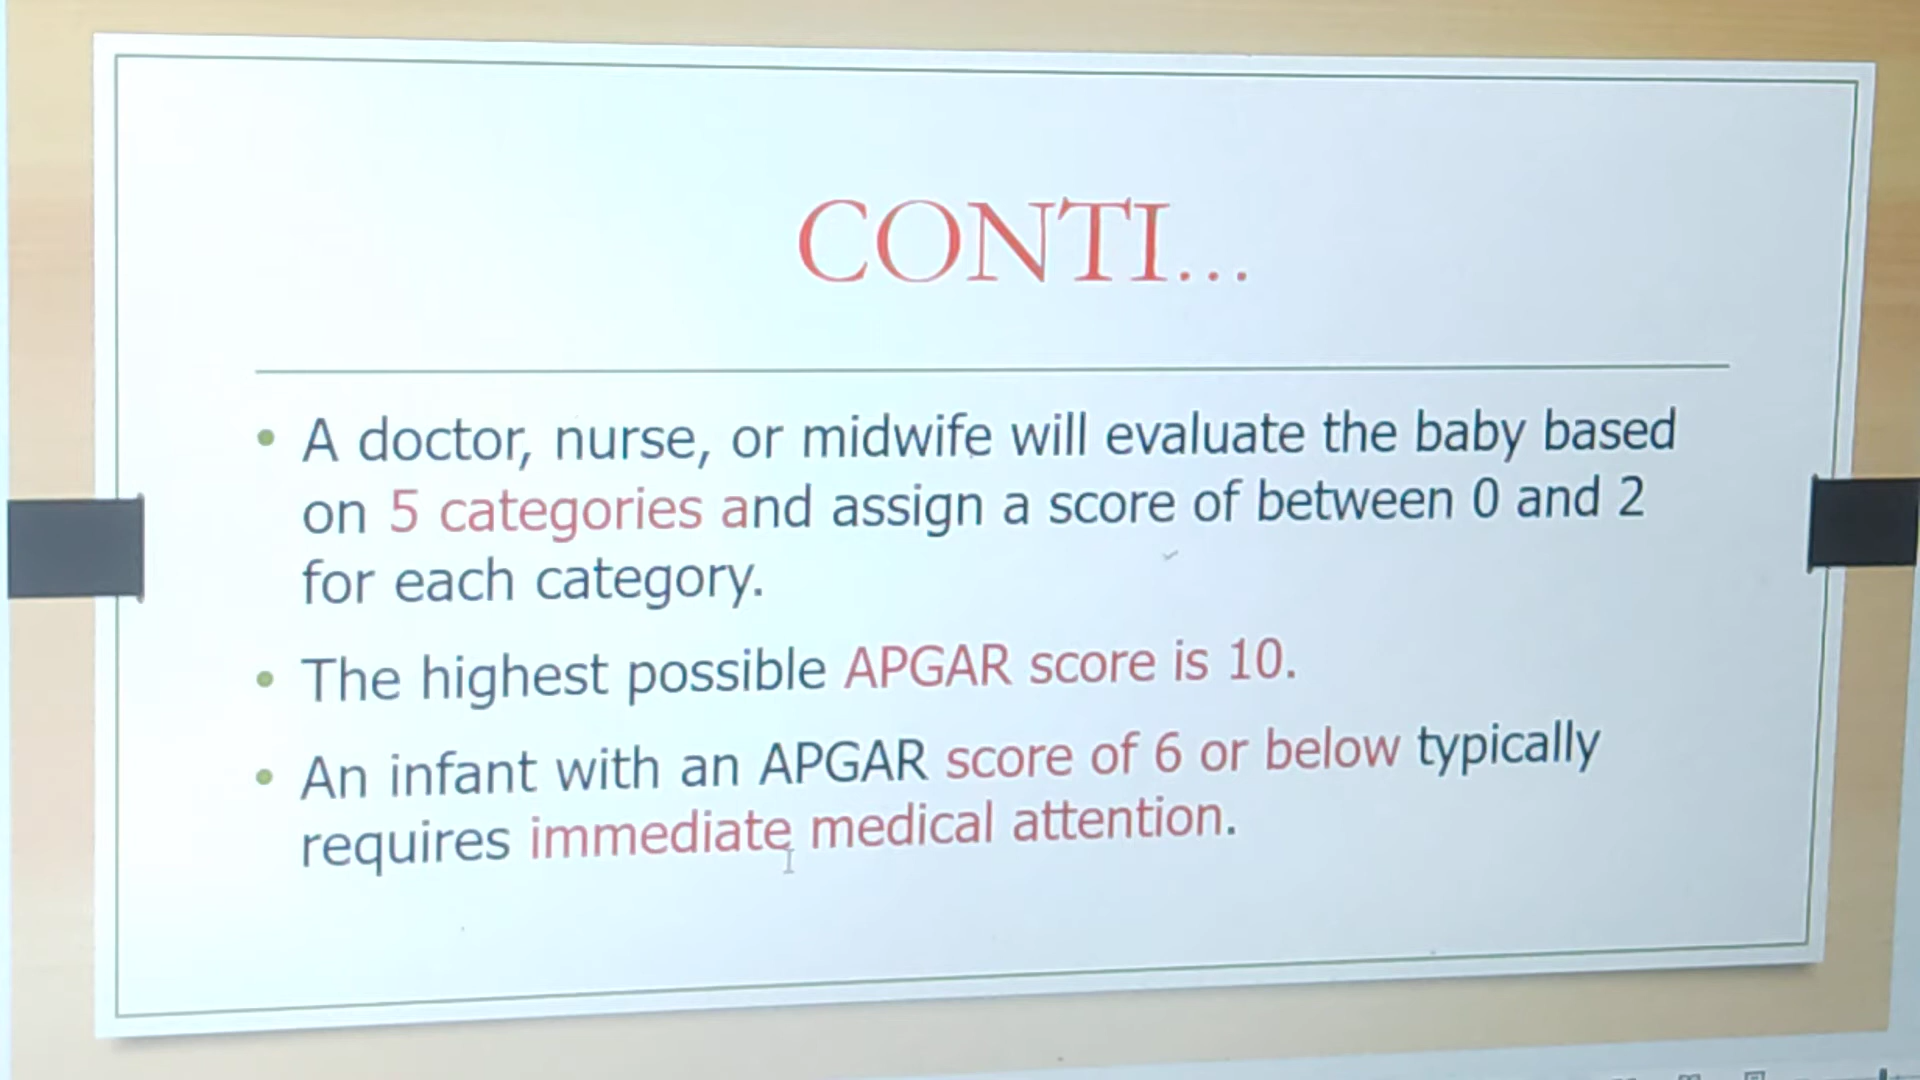 CONTI...
• A doctor, nurse, or midwife will evaluate the baby based
on 5 categories and assign a score of between 0 and 2
for each category.
• The highest possible APGAR score is 10.
• An infant with an APGAR score of 6 or below typically
requires immediate medical attention.